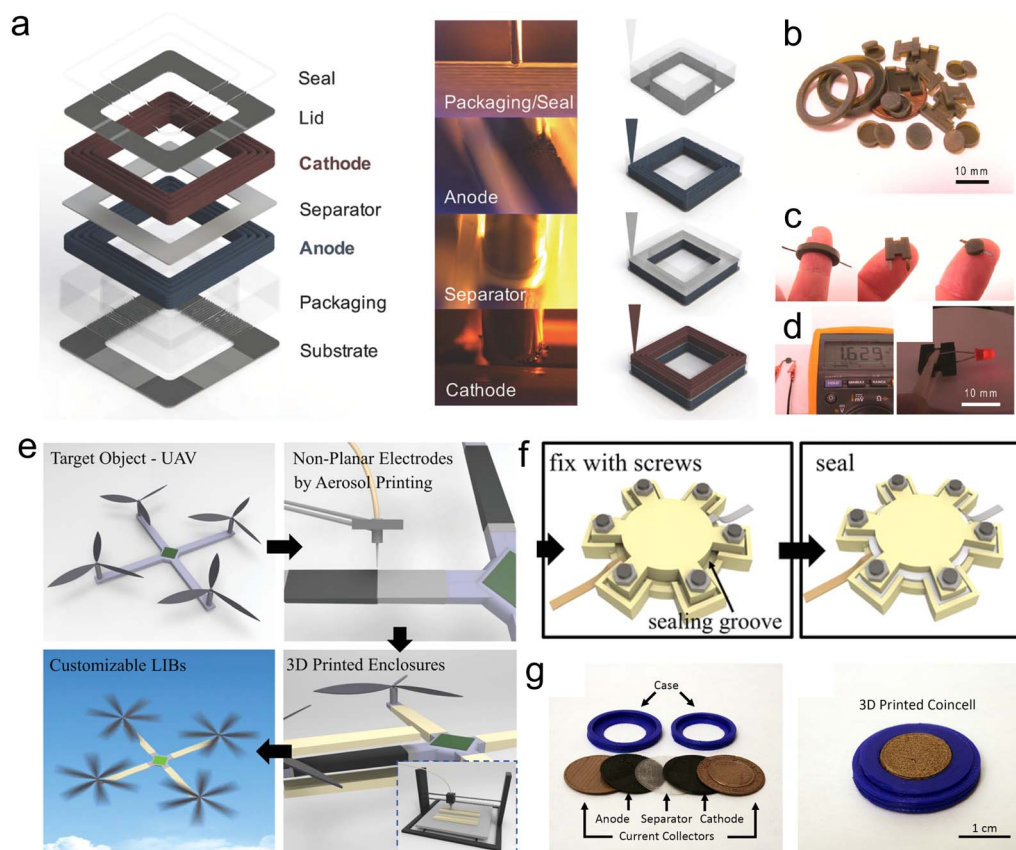 a
Seal
Lid
Cathode
Separator
Anode
Packaging
Substrate
Packaging/Seal
Anode
Separator
Cathode
b
10 mm
c
d
1.629
HOLD
RANGE
10 mm
e
Target Object - UAV
Non-Planar Electrodes
by Aerosol Printing
Customizable LIBs
3D Printed Enclosures
f
fix with screws
sealing groove
seal
g
Case
Anode Separator Cathode
Current Collectors
3D Printed Coincell
1 cm